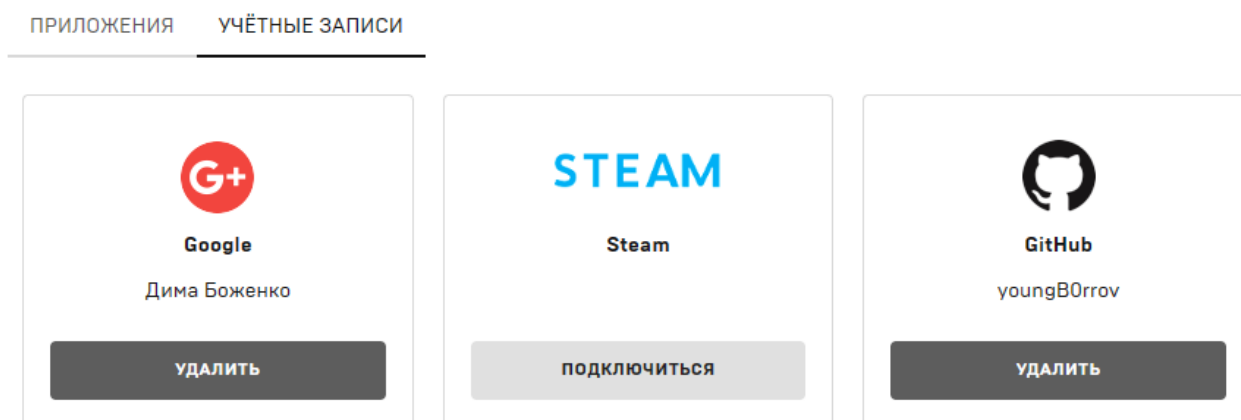 ПРИЛОЖЕНИЯ УЧЁТНЫЕ ЗАПИСИ
G+ STEAM
Google Steam GitHub
Дима Боженко youngB0rrov
УДАЛИТЬ ПОДКЛЮЧИТЬСЯ УДАЛИТЬ